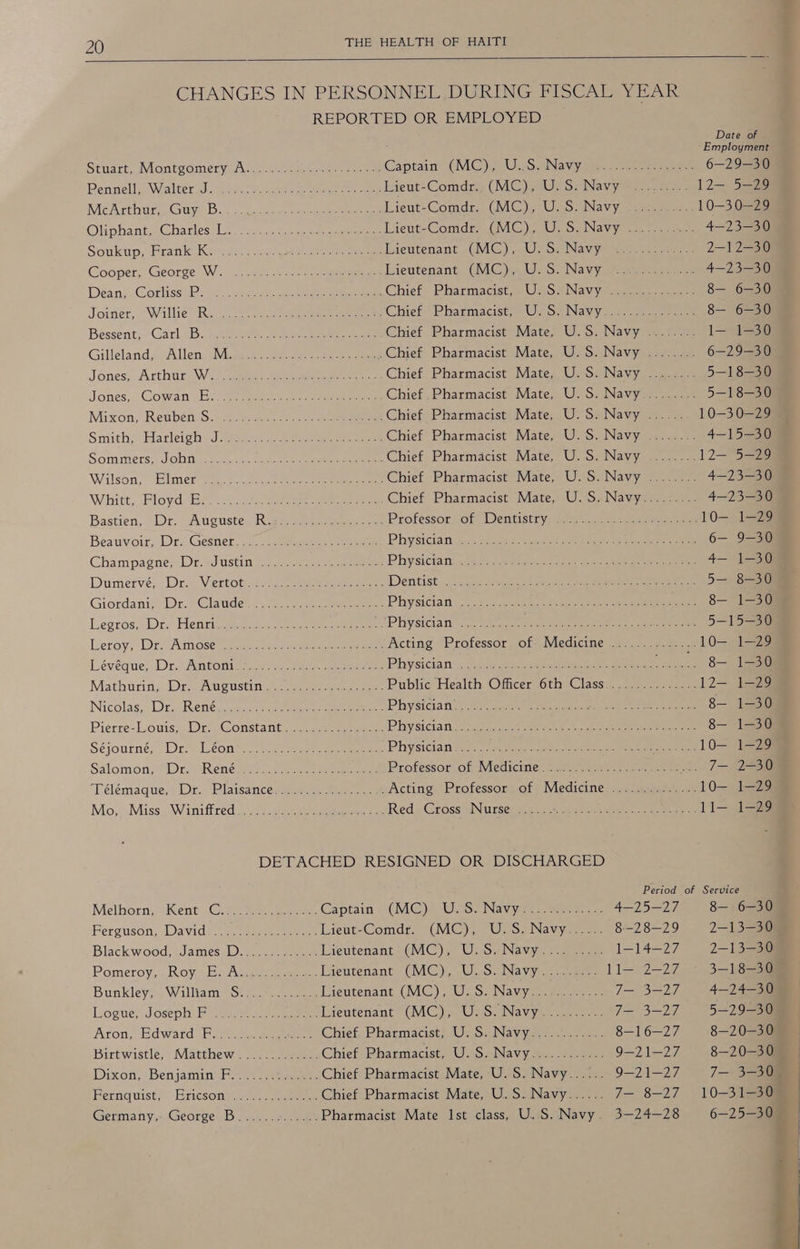 20 THE HEALTH OF HAITI
CHANGES IN PERSONNEL DURING FISCAL YEAR
REPORTED OR EMPLOYED
Date of
Employment
Stuart, Montgomery A. Captain (MC), U. S. Navy 6—29—30
Pennell, Walter J. Lieut-Comdr. (MC), U. S. Navy 12— 5—29
McArthur, Guy B. Lieut-Comdr. (MC), U. S. Navy 10—30—29
Oliphant, Charles L. Lieut-Comdr. (MC), U. S. Navy 4—23—30
Soukup, Frank K. Lieutenant (MC), U. S. Navy 2—12—30
Cooper, George W. Lieutenant (MC), U. S. Navy 4—23—30
Dean, Corliss P. Chief Pharmacist, U. S. Navy 8— 6—30
Joiner, Willie R. Chief Pharmacist, U. S. Navy 8— 6—30
Bessent, Carl B. Chief Pharmacist Mate, U. S. Navy 1— 1—30
Gilleland, Allen M. Chief Pharmacist Mate, U. S. Navy 6—29—30
Jones, Arthur W. Chief Pharmacist Mate, U. S. Navy 5—18—30
Jones, Cowan E. Chief Pharmacist Mate, U. S. Navy 5—18—30
Mixon, Reuben S. Chief Pharmacist Mate, U. S. Navy 10—30—29
Smith, Harleigh J. Chief Pharmacist Mate, U. S. Navy 4—15—30
Sommers, John Chief Pharmacist Mate, U. S. Navy 12— 5—29
Wilson, Elmer Chief Pharmacist Mate, U. S. Navy 4—23—30
Whitt, Floyd E. Chief Pharmacist Mate, U. S. Navy 4—23—30
Bastien, Dr. Auguste R. Professor of Dentistry 10— 1—29
Beauvoir, Dr. Gesner Physician 6— 9—30
Champagne, Dr. Justin Physician 4— 1—30
Dumervé, Dr. Vertot Dentist 5— 8—30
Giordani, Dr. Claude Physician 8— 1—30
Legros, Dr. Henri Physician 5—15—30
Leroy, Dr. Amose Acting Professor of Medicine 10— 1—29
Lévéque, Dr. Antoni Physician 8— 1—30
Mathurin, Dr. Augustin Public Health Officer 6th Class 12— 1—29
Nicolas, Dr. René Physician 8— 1—30
Pierre-Louis, Dr. Constant Physician 8— 1—30
Séjourné, Dr. Léon Physician 10— 1—29
Salomon, Dr. René Professor of Medicine 7— 2—30
Télémaque, Dr. Plaisance Acting Professor of Medicine 10— 1—29
Mo, Miss Winiffred Red Cross Nurse 11— 1—29
DETACHED RESIGNED OR DISCHARGED
Period of Service
Melhorn, Kent C. Captain (MC) U. S. Navy 4—25—27 8— 6—30
Ferguson, David Lieut-Comdr. (MC), U. S. Navy 8—28—29 2—13—30
Blackwood, James D. Lieutenant (MC), U. S. Navy 1—14—27 2—13—30
Pomeroy, Roy E. A. Lieutenant (MC), U. S. Navy 11— 2—27 3—18—30
Bunkley, William S. Lieutenant (MC), U. S. Navy 7— 3—27 4—24—30
Logue, Joseph F Lieutenant (MC), U. S. Navy 7— 3—27 5—29—30
Aron, Edward F. Chief Pharmacist, U. S. Navy 8—16—27 8—20—30
Birtwistle, Matthew Chief Pharmacist, U. S. Navy 9—21—27 8—20—30
Dixon, Benjamin F. Chief Pharmacist Mate, U. S. Navy 9—21—27 7— 3—30
Fernquist, Ericson Chief Pharmacist Mate, U. S. Navy 7— 8—27 10—31—30
Germany, George B. Pharmacist Mate 1st class, U. S. Navy 3—24—28 6—25—30